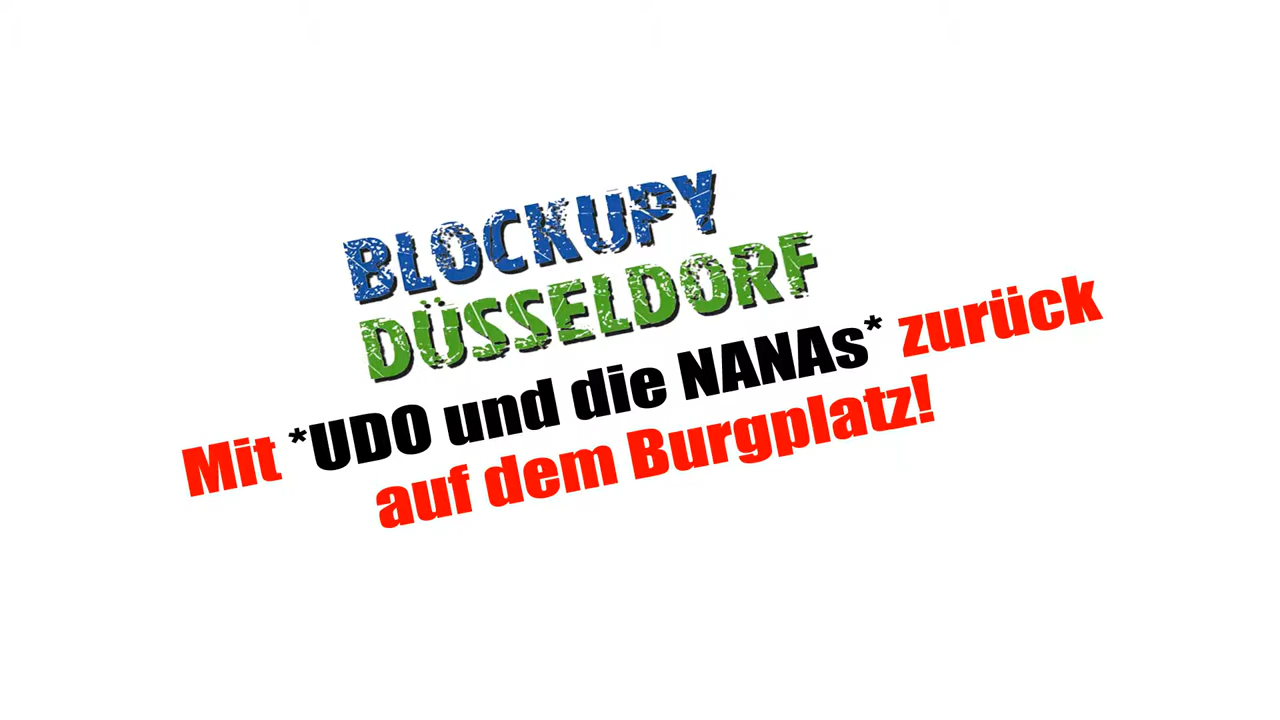 BLOCKUPY
DÜSSELDORF
Mit *UDO und die NANAs* zurück
auf dem Burgplatz!